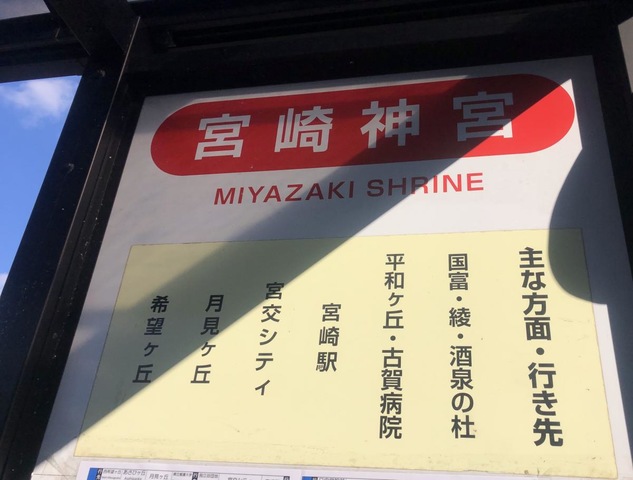 宮崎神宮
MIYAZAKI SHRINE
主な方面・行き先
国富・綾・酒泉の杜
平和ヶ丘・古賀病院
宮崎駅
宮交シティ
月見ヶ丘
希望ヶ丘